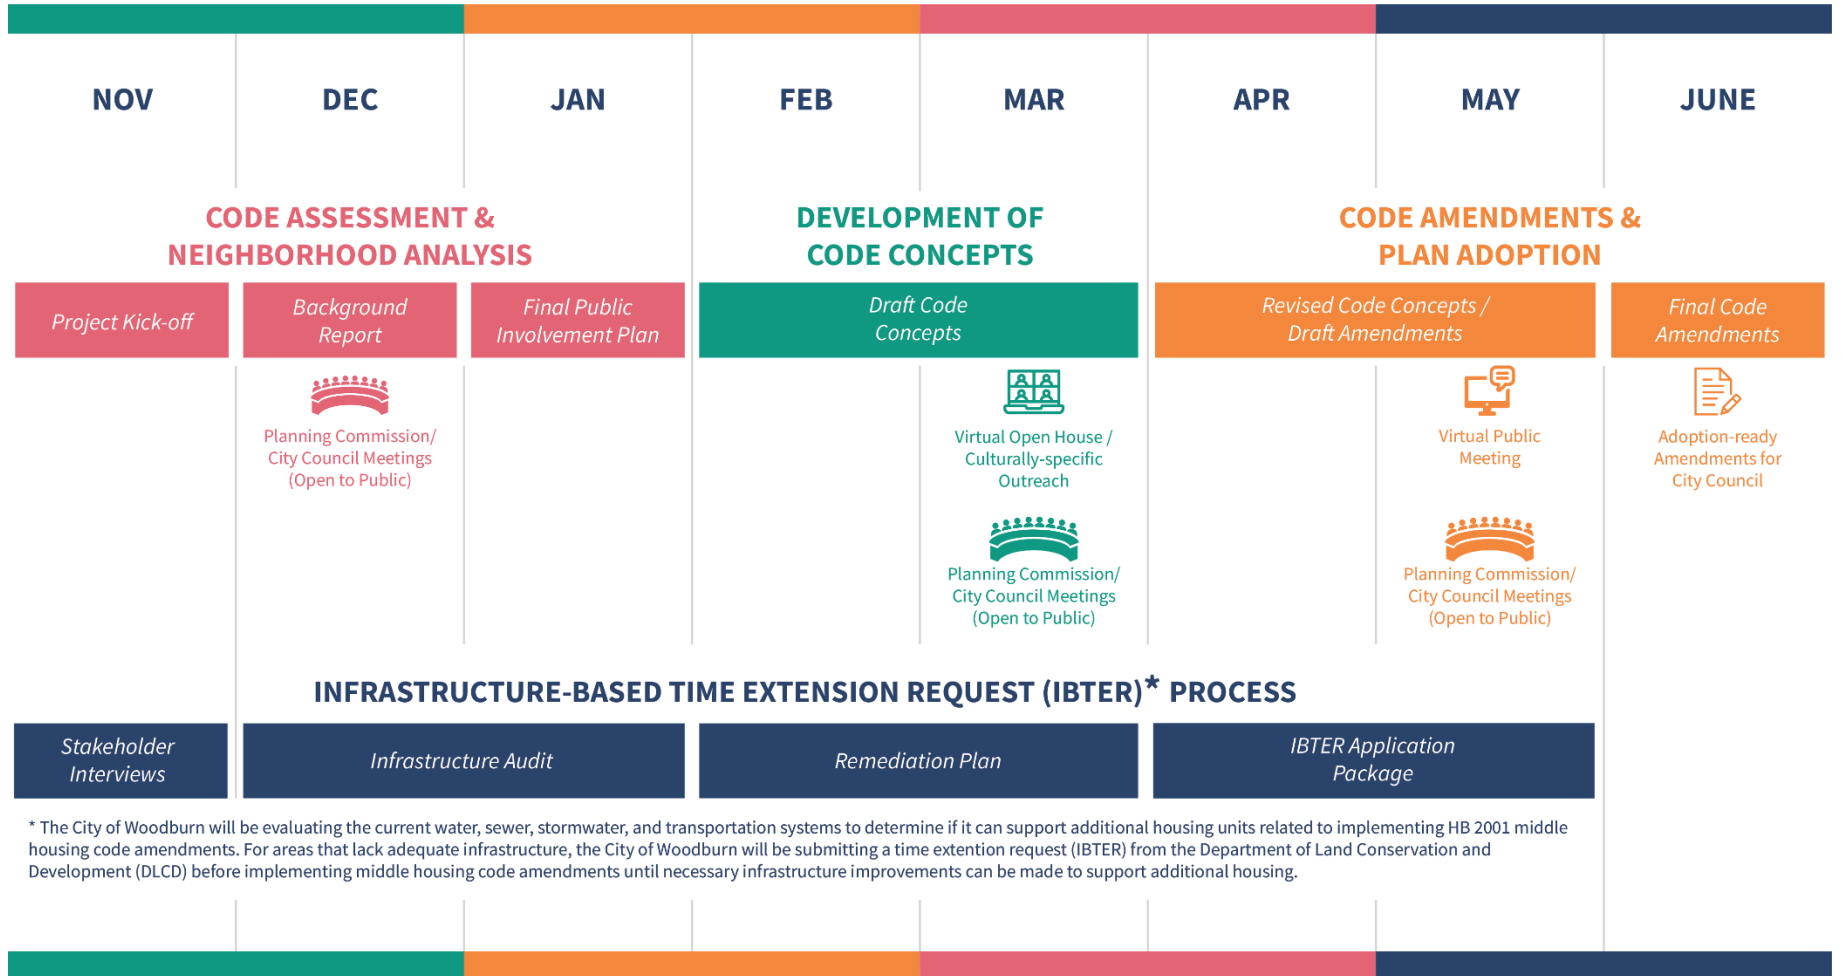 NOV
DEC
JAN
FEB
MAR
APR
MAY
JUNE
CODE ASSESSMENT &
NEIGHBORHOOD ANALYSIS
DEVELOPMENT OF
CODE CONCEPTS
CODE AMENDMENTS &
PLAN ADOPTION
Project Kick-off
Background
Report
Final Public
Involvement Plan
Draft Code
Concepts
Revised Code Concepts /
Draft Amendments
Final Code
Amendments
Planning Commission/
City Council Meetings
(Open to Public)
Virtual Open House /
Culturally-specific
Outreach
Planning Commission/
City Council Meetings
(Open to Public)
Virtual Public
Meeting
Planning Commission/
City Council Meetings
(Open to Public)
Adoption-ready
Amendments for
City Council
INFRASTRUCTURE-BASED TIME EXTENSION REQUEST (IBTER)* PROCESS
Stakeholder
Interviews
Infrastructure Audit
Remediation Plan
IBTER Application
Package
* The City of Woodburn will be evaluating the current water, sewer, stormwater, and transportation systems to determine if it can support additional housing units related to implementing HB 2001 middle
housing code amendments. For areas that lack adequate infrastructure, the City of Woodburn will be submitting a time extention request (IBTER) from the Department of Land Conservation and
Development (DLCD) before implementing middle housing code amendments until necessary infrastructure improvements can be made to support additional housing.